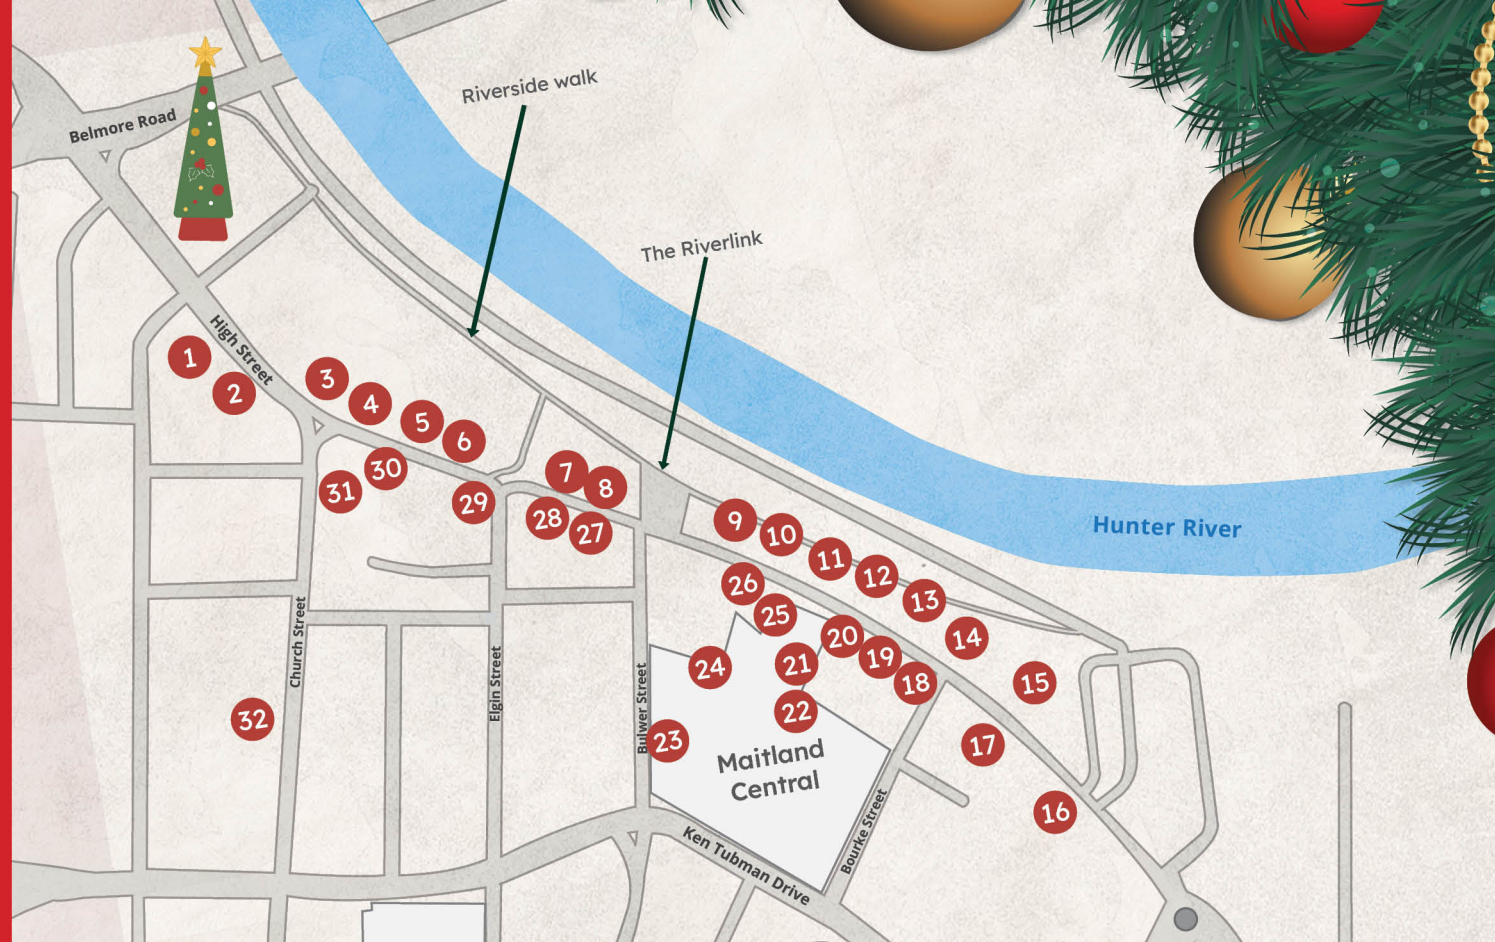 Riverside walk
Belmore Road
The Riverlink
High Street
1
2
3
4
5
6
7
8
9
10
11
12
13
14
15
16
17
18
19
20
21
22
23
24
25
26
27
28
29
30
31
32
Hunter River
Church Street
Elgin Street
Bulwer Street
Maitland
Central
Bourke Street
Ken Tubman Drive